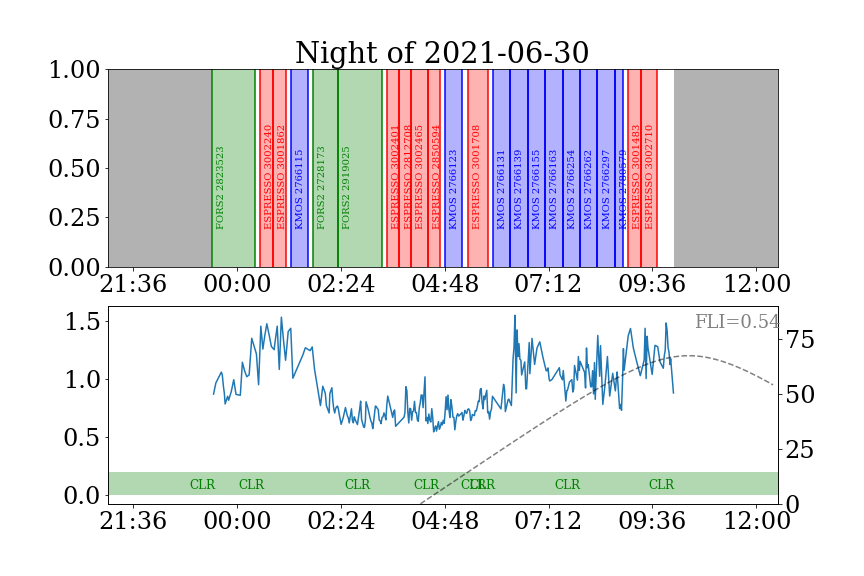 Night of 2021-06-30
1.00
0.75
0.50
0.25
0.00
FORS2 2823523
ESPRESSO 3002240
ESPRESSO 3001862
KMOS 2766115
FORS2 2728173
FORS2 2919025
ESPRESSO 3002401
ESPRESSO 2812708
ESPRESSO 3002465
ESPRESSO 2850594
KMOS 2766123
ESPRESSO 3001708
KMOS 2766131
KMOS 2766139
KMOS 2766155
KMOS 2766163
KMOS 2766254
KMOS 2766262
KMOS 2766297
KMOS 2780579
ESPRESSO 3001483
ESPRESSO 3002710
21:36 00:00 02:24 04:48 07:12 09:36 12:00
FLI=0.54
1.5
1.0
0.5
0.0
75
50
25
0
CLR CLR CLR CLR CLR CLR CLR CLR
21:36 00:00 02:24 04:48 07:12 09:36 12:00